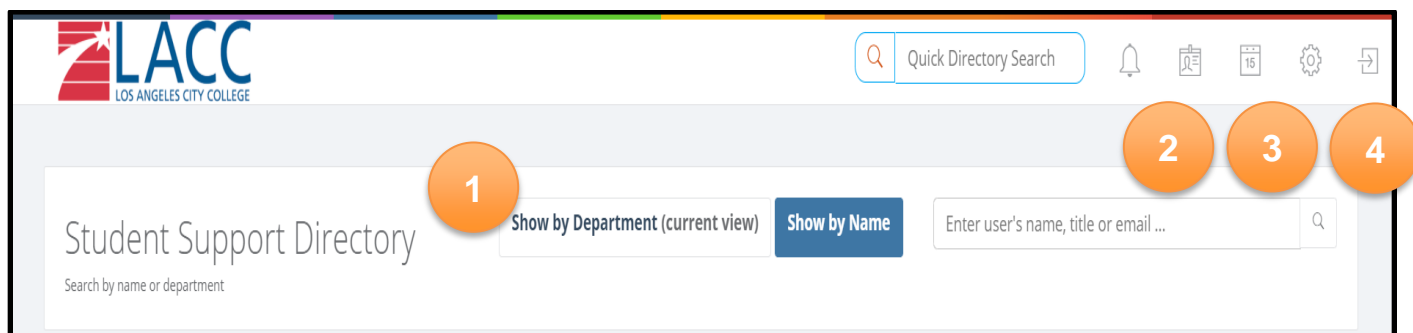 LACC
LOS ANGELES CITY COLLEGE
Quick Directory Search
15
2
3
4
1
Student Support Directory
Show by Department (current view)
Show by Name
Enter user's name, title or email ...
Search by name or department